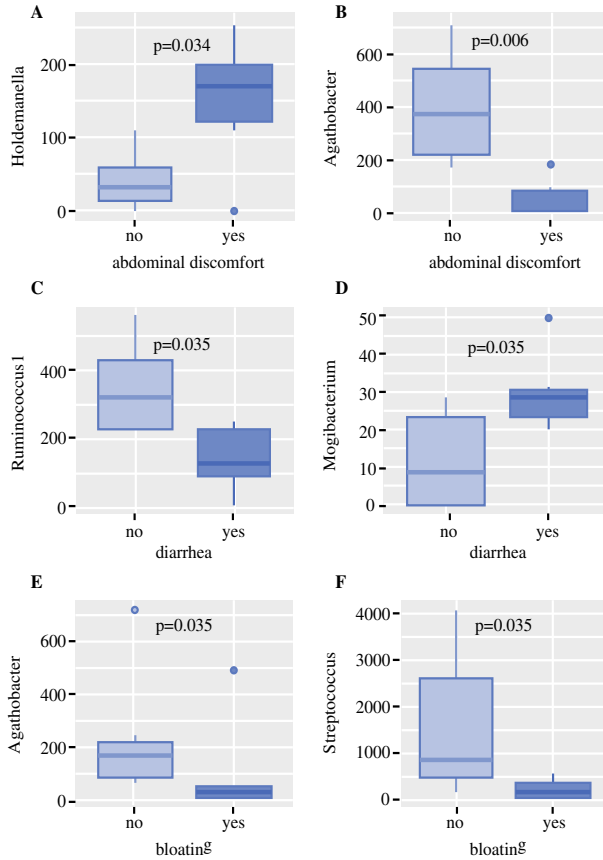 A
p=0.034
Holdemanella
200
100
0
no
yes
abdominal discomfort
B
p=0.006
Agathobacter
600
400
200
0
no
yes
abdominal discomfort
C
p=0.035
Ruminococcus 1
400
200
0
no
yes
diarrhea
D
p=0.035
Mogibacterium
50
40
30
20
10
0
no
yes
diarrhea
E
p=0.035
Agathobacter
600
400
200
0
no
yes
bloating
F
p=0.035
Streptococcus
4000
3000
2000
1000
0
no
yes
bloating